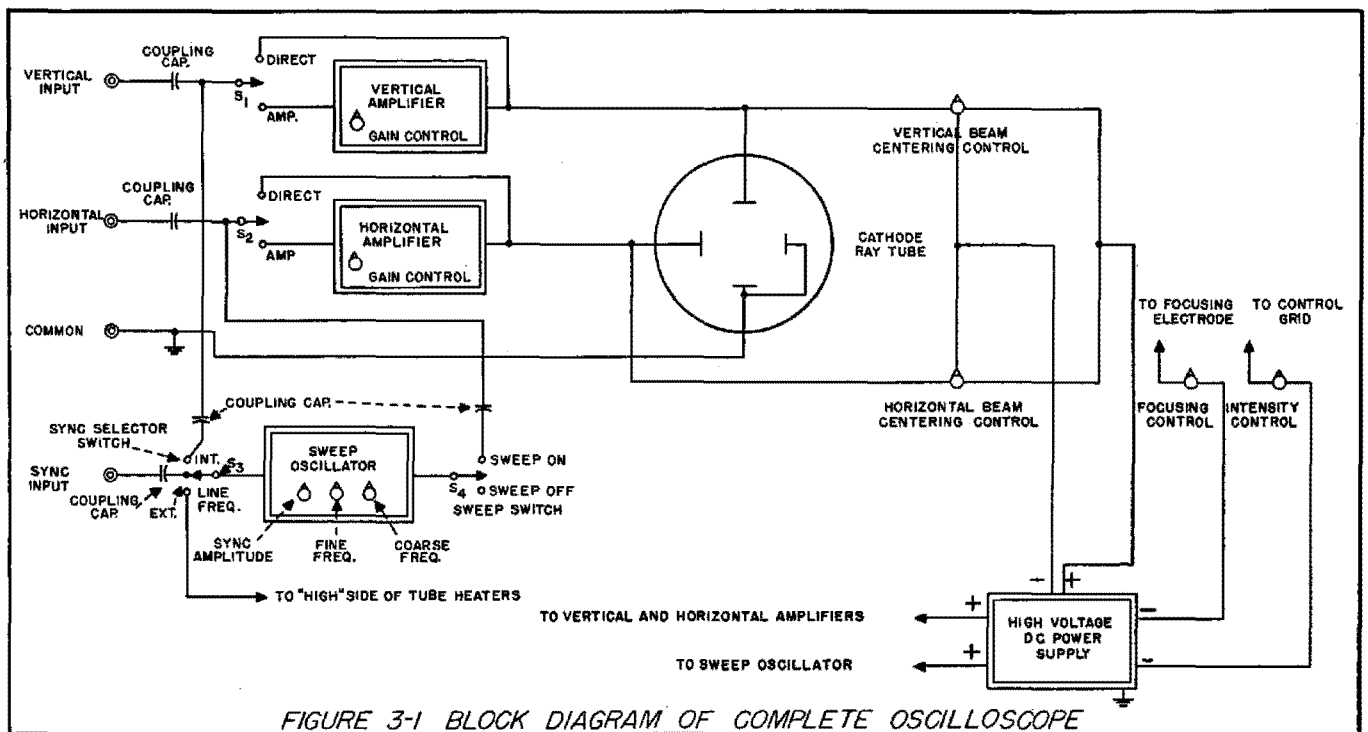 COUPLING
CAP.
VERTICAL
INPUT
DIRECT
S1
AMP.
VERTICAL
AMPLIFIER
GAIN CONTROL
VERTICAL BEAM
CENTERING CONTROL
COUPLING
CAP.
HORIZONTAL
INPUT
DIRECT
S2
AMP
HORIZONTAL
AMPLIFIER
GAIN CONTROL
CATHODE
RAY TUBE
COMMON
TO FOCUSING
ELECTRODE
TO CONTROL
GRID
HORIZONTAL BEAM
CENTERING CONTROL
FOCUSING
CONTROL
INTENSITY
CONTROL
COUPLING CAP.
SYNC SELECTOR
SWITCH
INT.
S3
SYNC
INPUT
COUPLING
CAP.
EXT.
LINE
FREQ.
SWEEP
OSCILLATOR
SWEEP ON
S4
SWEEP OFF
SWEEP SWITCH
SYNC
AMPLITUDE
FINE
FREQ.
COARSE
FREQ.
TO "HIGH" SIDE OF TUBE HEATERS
- +
TO VERTICAL AND HORIZONTAL AMPLIFIERS
+
HIGH VOLTAGE
DC POWER
SUPPLY
-
TO SWEEP OSCILLATOR
+
-
FIGURE 3-1 BLOCK DIAGRAM OF COMPLETE OSCILLOSCOPE